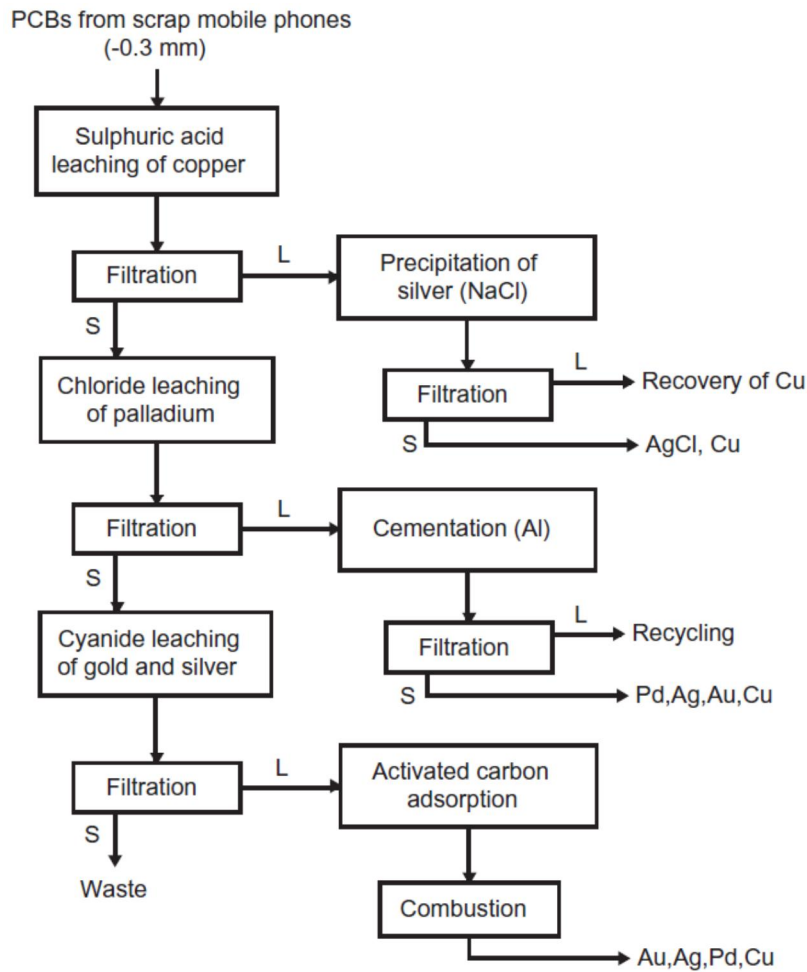 PCBs from scrap mobile phones
(-0.3 mm)
Sulphuric acid
leaching of copper
Filtration
L
Precipitation of
silver (NaCl)
S
Chloride leaching
of palladium
Filtration
L
Recovery of Cu
S
AgCl, Cu
Filtration
L
Cementation (Al)
S
Cyanide leaching
of gold and silver
Filtration
L
Recycling
S
Pd,Ag,Au,Cu
Filtration
L
Activated carbon
adsorption
S
Waste
Combustion
Au,Ag,Pd,Cu